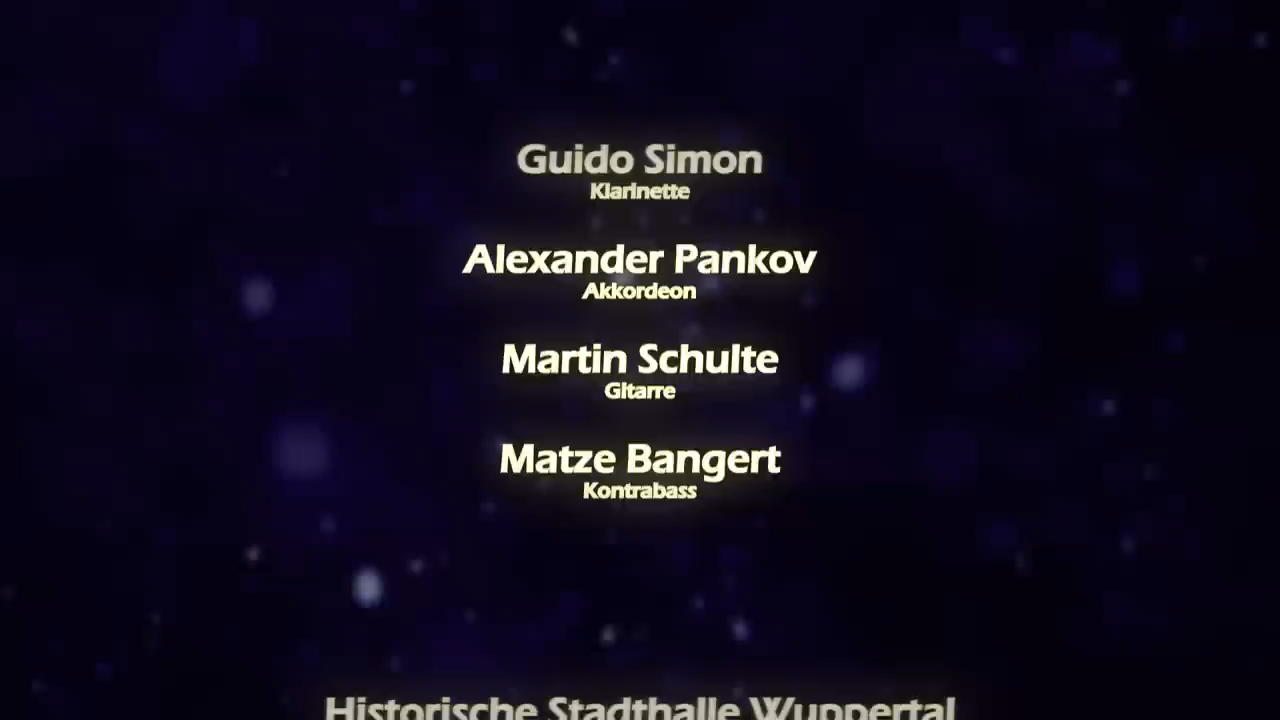 Guido Simon
Klarinette
Alexander Pankov
Akkordeon
Martin Schulte
Gitarre
Matze Bangert
Kontrabass
Historische Stadthalle Wuppertal